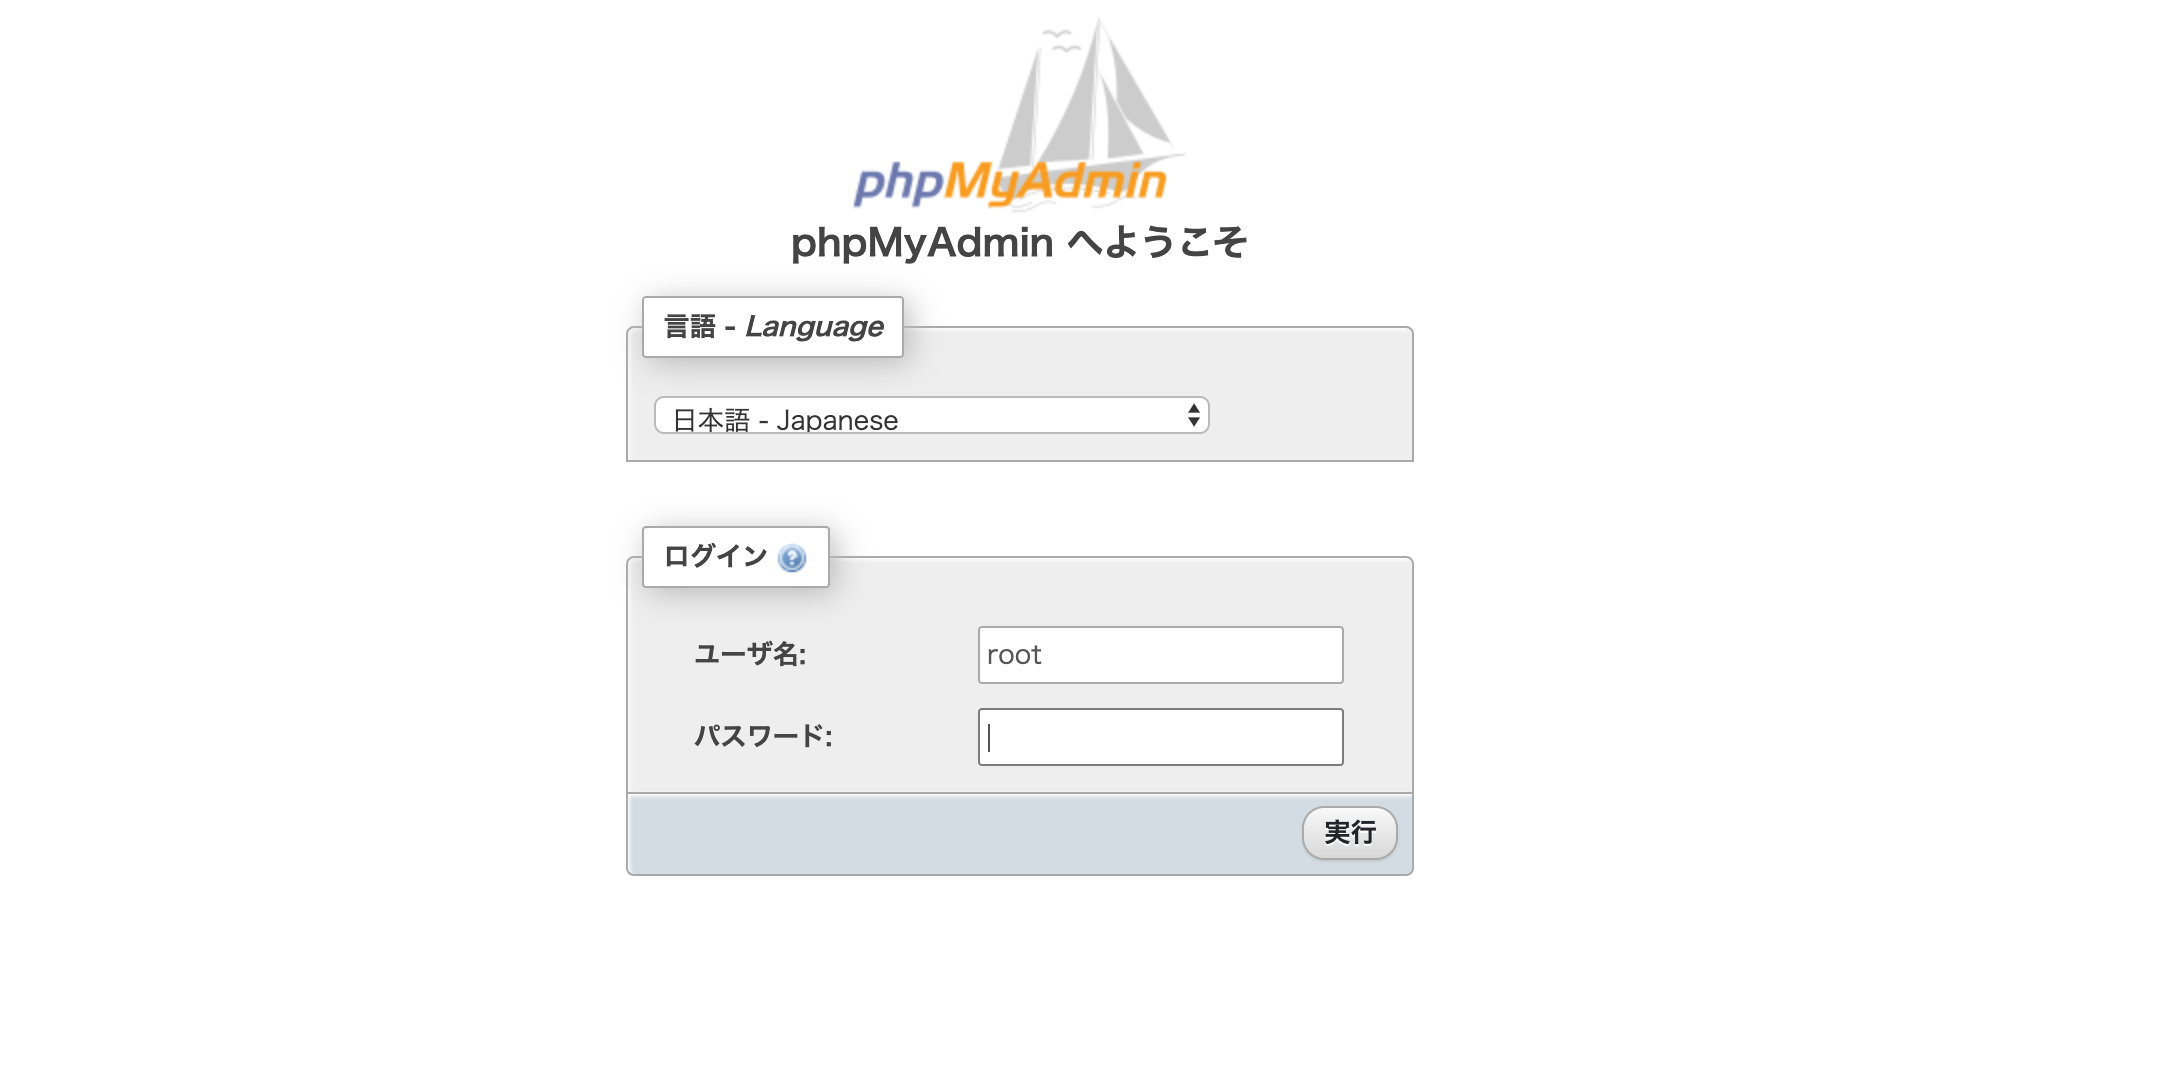 phpMyAdmin
phpMyAdmin へようこそ
言語 - Language
日本語 - Japanese
ログイン ?
ユーザ名: root
パスワード:
実行